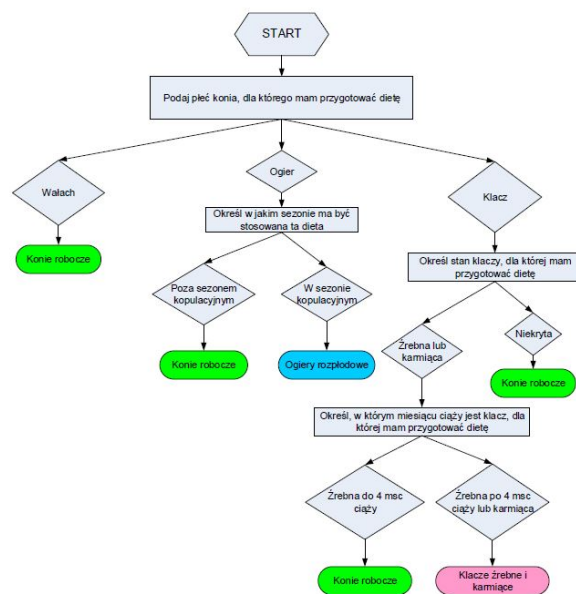 START
Podaj płeć konia, dla którego mam przygotować dietę
Wałach
Ogier
Klacz
Konie robocze
Określ w jakim sezonie ma być
stosowana ta dieta
Określ stan klaczy, dla której mam
przygotować dietę
Poza sezonem
kopulacyjnym
W sezonie
kopulacyjnym
Źrebna lub
karmiąca
Niekryta
Konie robocze
Ogiery rozpłodowe
Konie robocze
Określ, w którym miesiącu ciąży jest klacz, dla
której mam przygotować dietę
Źrebna do 4 msc
ciąży
Źrebna po 4 msc
ciąży lub karmiąca
Konie robocze
Klacze źrebne i
karmiące